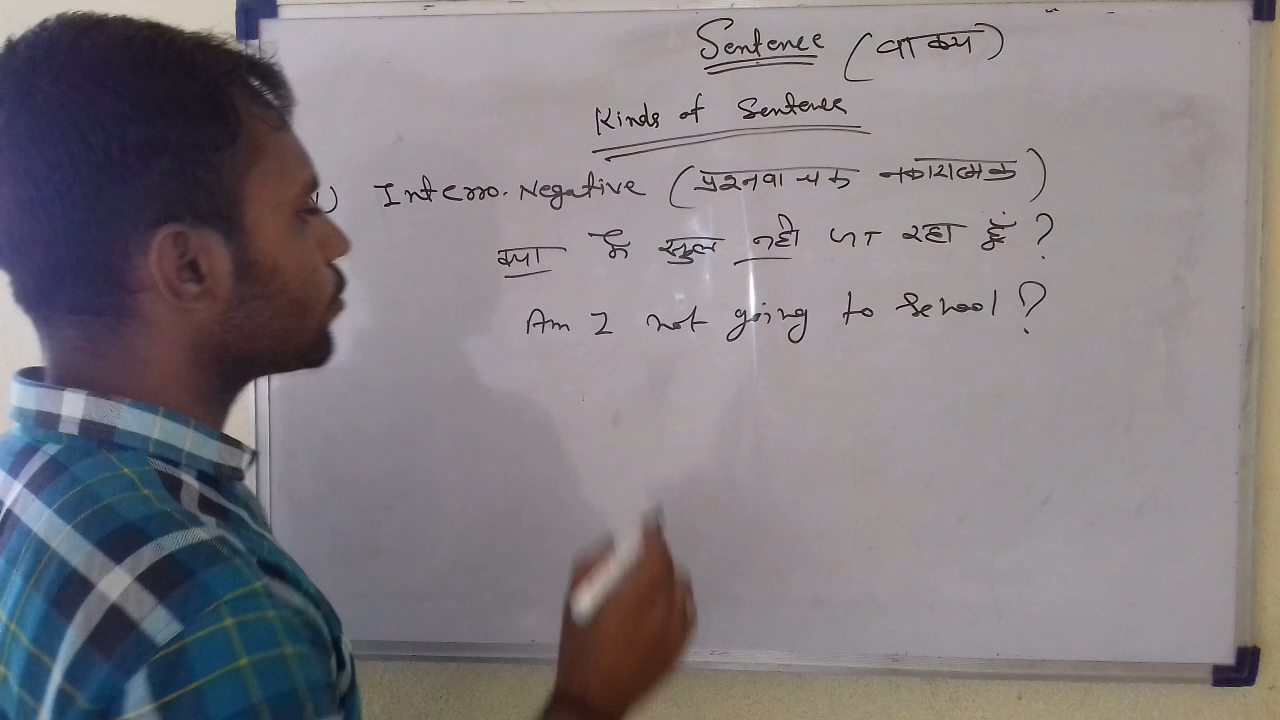 Sentence (वाक्य)
Kinds of Sentence
) Interro. Negative (प्रश्नवाचक नकारात्मक)
क्या मैं स्कुल नही जा रहा हूँ ?
Am I not going to School ?